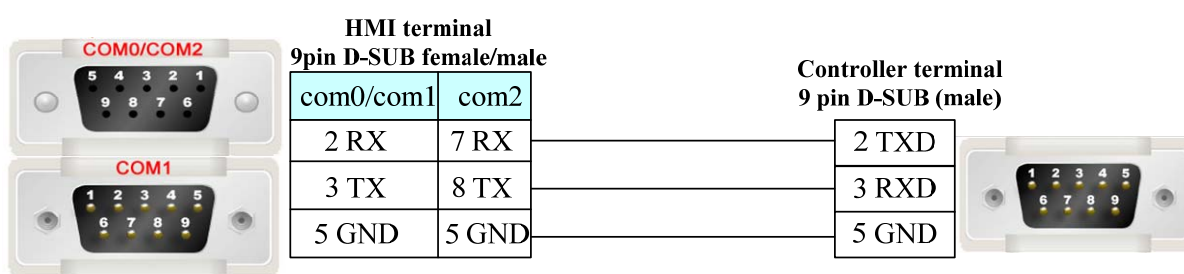 HMI terminal
9pin D-SUB female/male
COM0/COM2
5 4 3 2 1
9 8 7 6
COM1
1 2 3 4 5
6 7 8 9
com0/com1 com2
2 RX 7 RX
3 TX 8 TX
5 GND 5 GND
Controller terminal
9 pin D-SUB (male)
2 TXD
3 RXD
5 GND
1 2 3 4 5
6 7 8 9